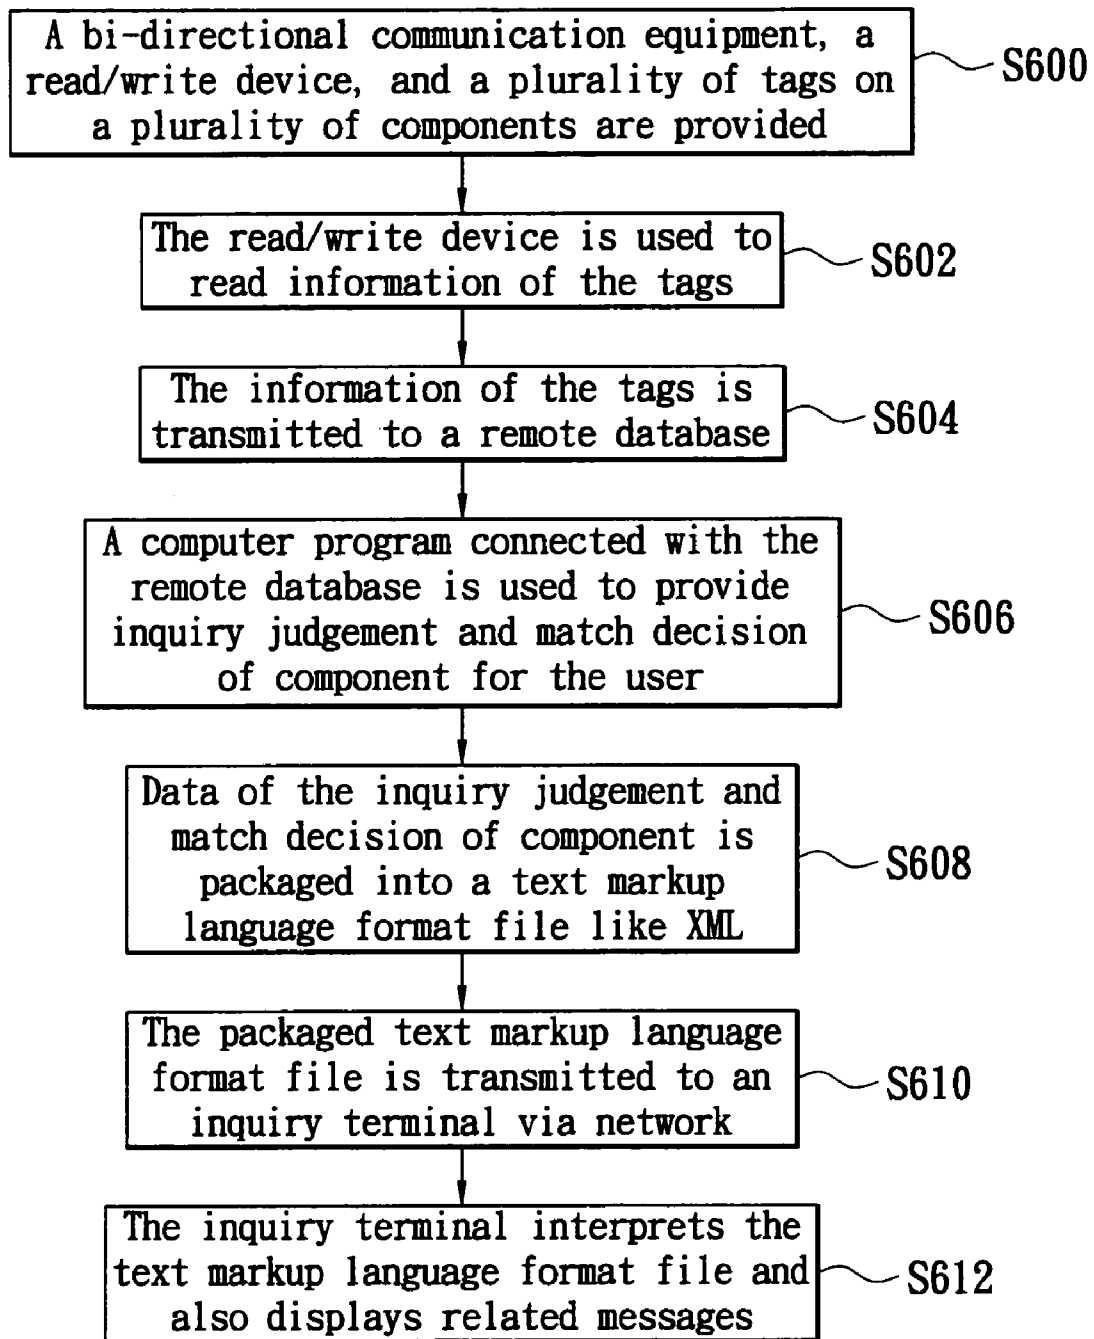 A bi-directional communication equipment, a
read/write device, and a plurality of tags on
a plurality of components are provided
S600
The read/write device is used to
read information of the tags
S602
The information of the tags is
transmitted to a remote database
S604
A computer program connected with the
remote database is used to provide
inquiry judgement and match decision
of component for the user
S606
Data of the inquiry judgement and
match decision of component is
packaged into a text markup
language format file like XML
S608
The packaged text markup language
format file is transmitted to an
inquiry terminal via network
S610
The inquiry terminal interprets the
text markup language format file and
also displays related messages
S612